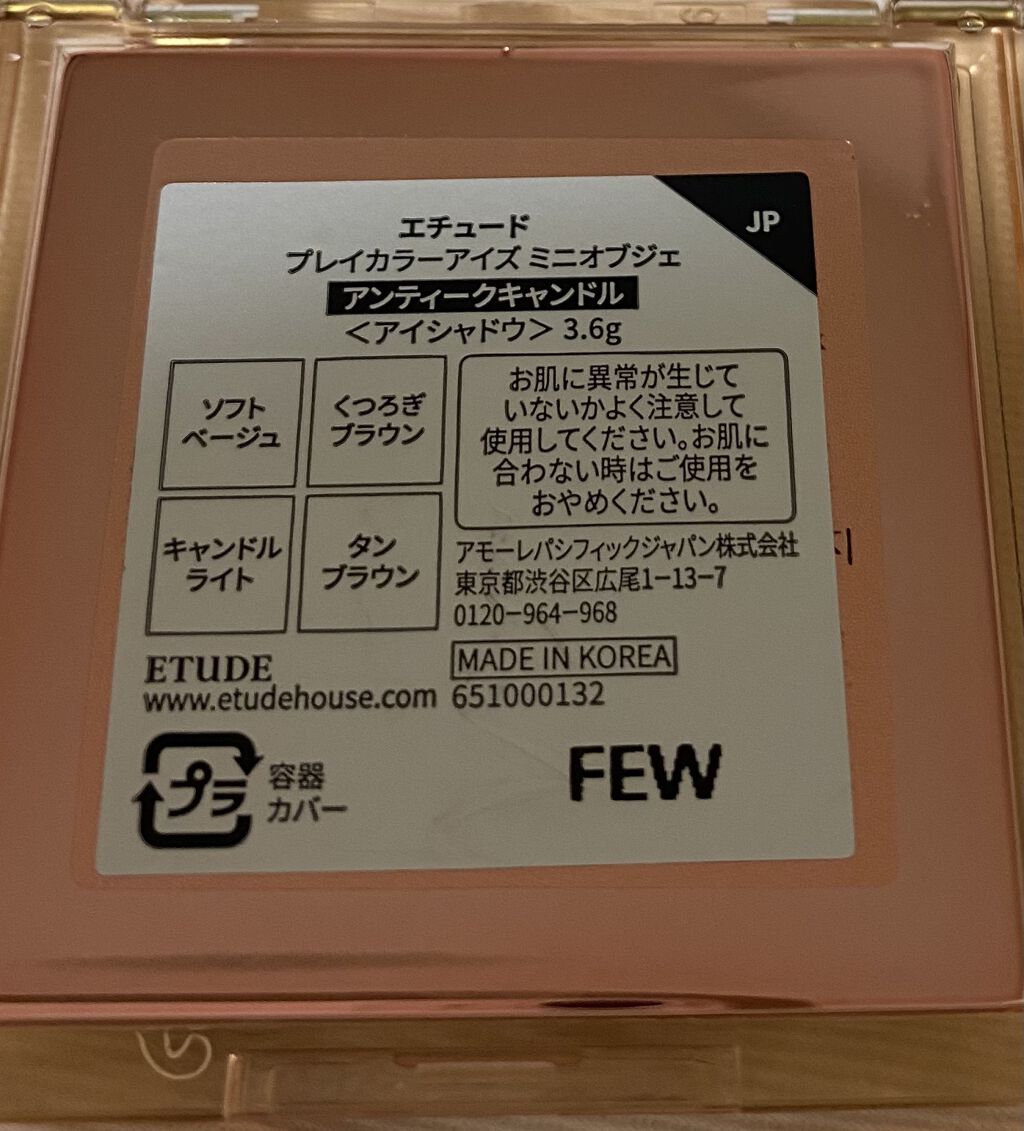 JP
エチュード
プレイカラーアイズ ミニオブジェ
アンティークキャンドル
＜アイシャドウ＞ 3.6g
ソフト
ベージュ
くつろぎ
ブラウン
キャンドル
ライト
タン
ブラウン
お肌に異常が生じて
いないかよく注意して
使用してください。お肌に
合わない時はご使用を
おやめください。
アモーレパシフィックジャパン株式会社
東京都渋谷区広尾1-13-7
0120-964-968
MADE IN KOREA
651000132
ETUDE
www.etudehouse.com
プラ
容器
カバー
FEW